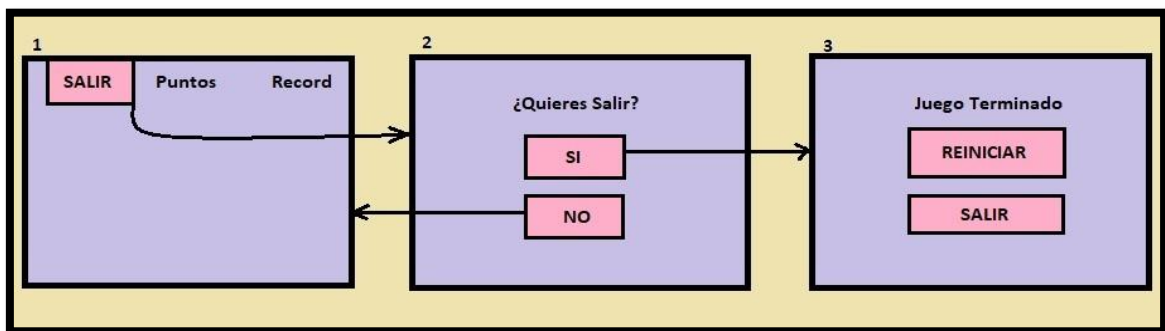 1
SALIR Puntos Record
2
¿Quieres Salir?
SI
NO
3
Juego Terminado
REINICIAR
SALIR